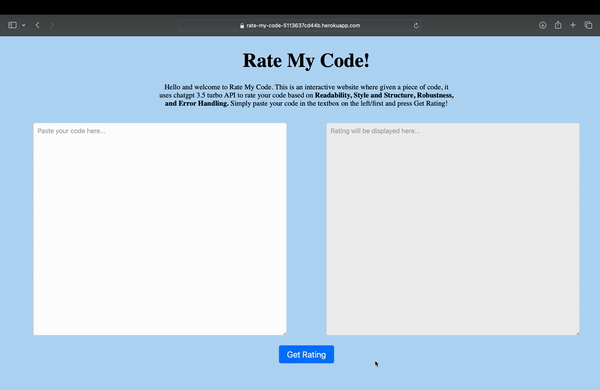 rate-my-code-5113637cd44b.herokuapp.com
Rate My Code!
Hello and welcome to Rate My Code. This is an interactive website where given a piece of code, it
uses chatgpt 3.5 turbo API to rate your code based on Readability, Style and Structure, Robustness,
and Error Handling. Simply paste your code in the textbox on the left/first and press Get Rating!
Paste your code here...
Rating will be displayed here...
Get Rating